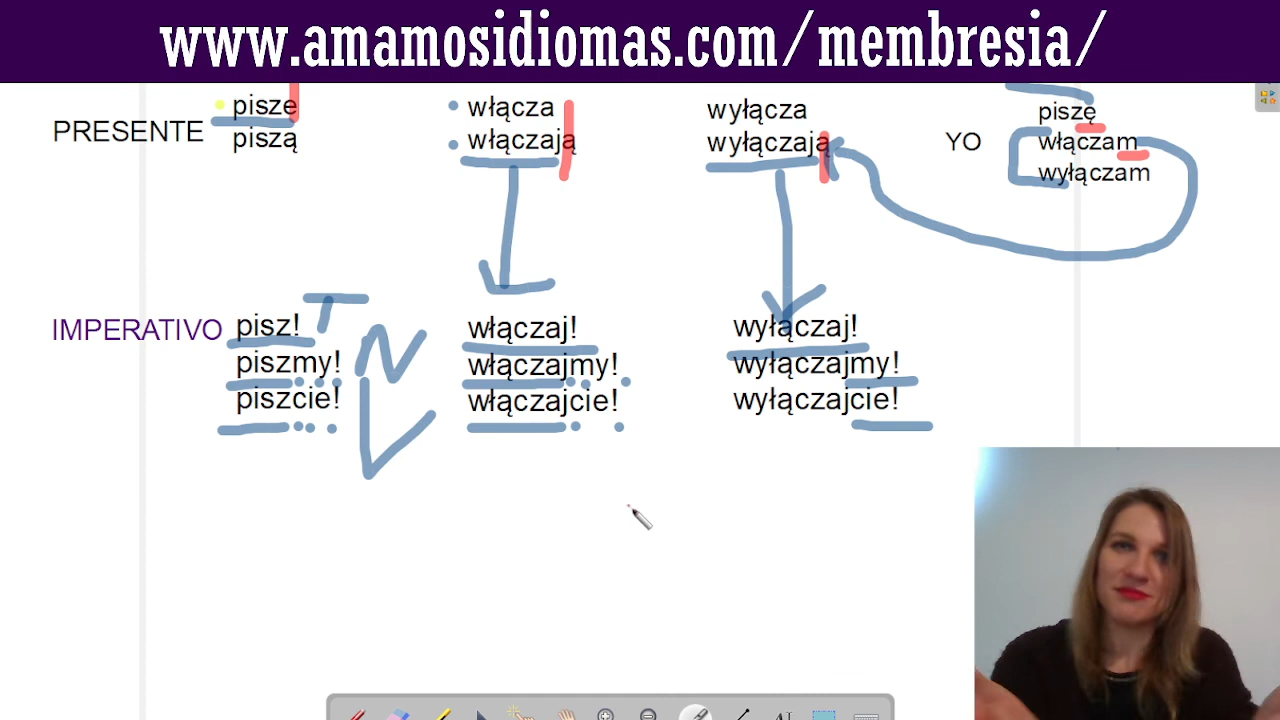 www.amamosidiomas.com/membresia/
PRESENTE
pisze
piszą
włącza
włączają
wyłącza
wyłączają
YO
piszę
włączam
wyłączam
IMPERATIVO
pisz! T
piszmy! N
piszcie! V
włączaj!
włączajmy!
włączajcie!
wyłączaj!
wyłączajmy!
wyłączajcie!